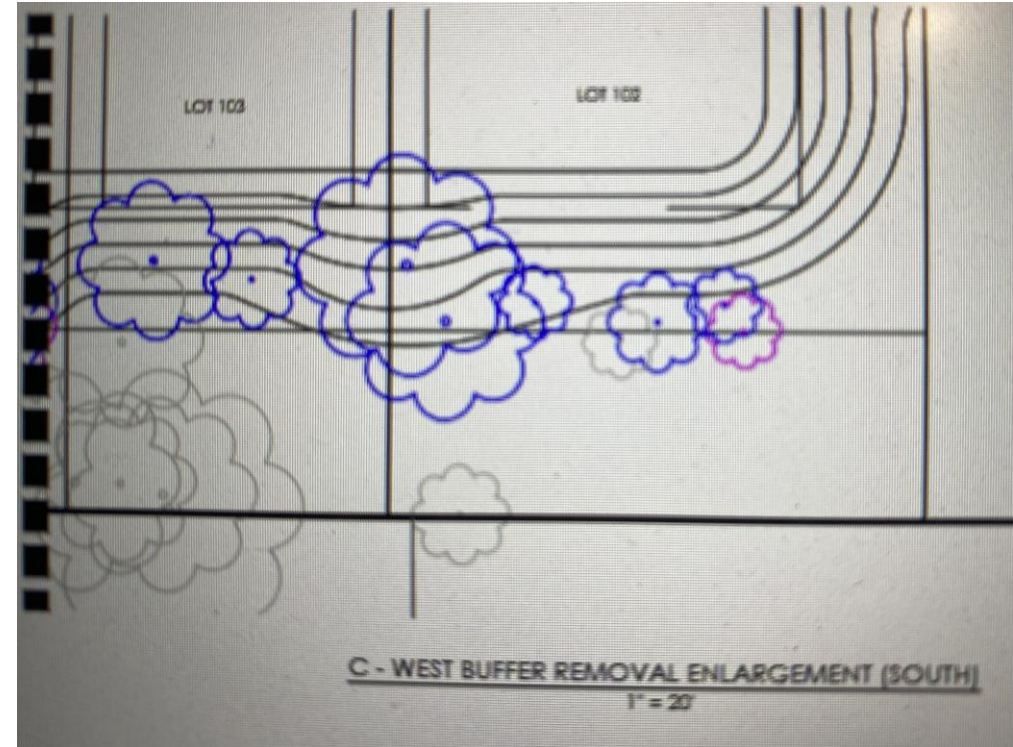 LOT 103
LOT 102
C - WEST BUFFER REMOVAL ENLARGEMENT (SOUTH)
1" = 20'